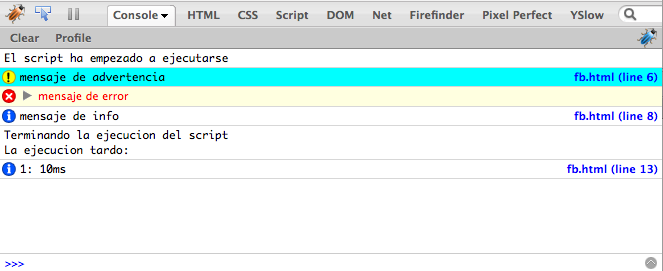 Console HTML CSS Script DOM Net Firefinder Pixel Perfect YSlow
Clear Profile
El script ha empezado a ejecutarse
mensaje de advertencia fb.html (line 6)
mensaje de error
mensaje de info fb.html (line 8)
Terminando la ejecucion del script
La ejecucion tardo:
1: 10ms fb.html (line 13)
>>>